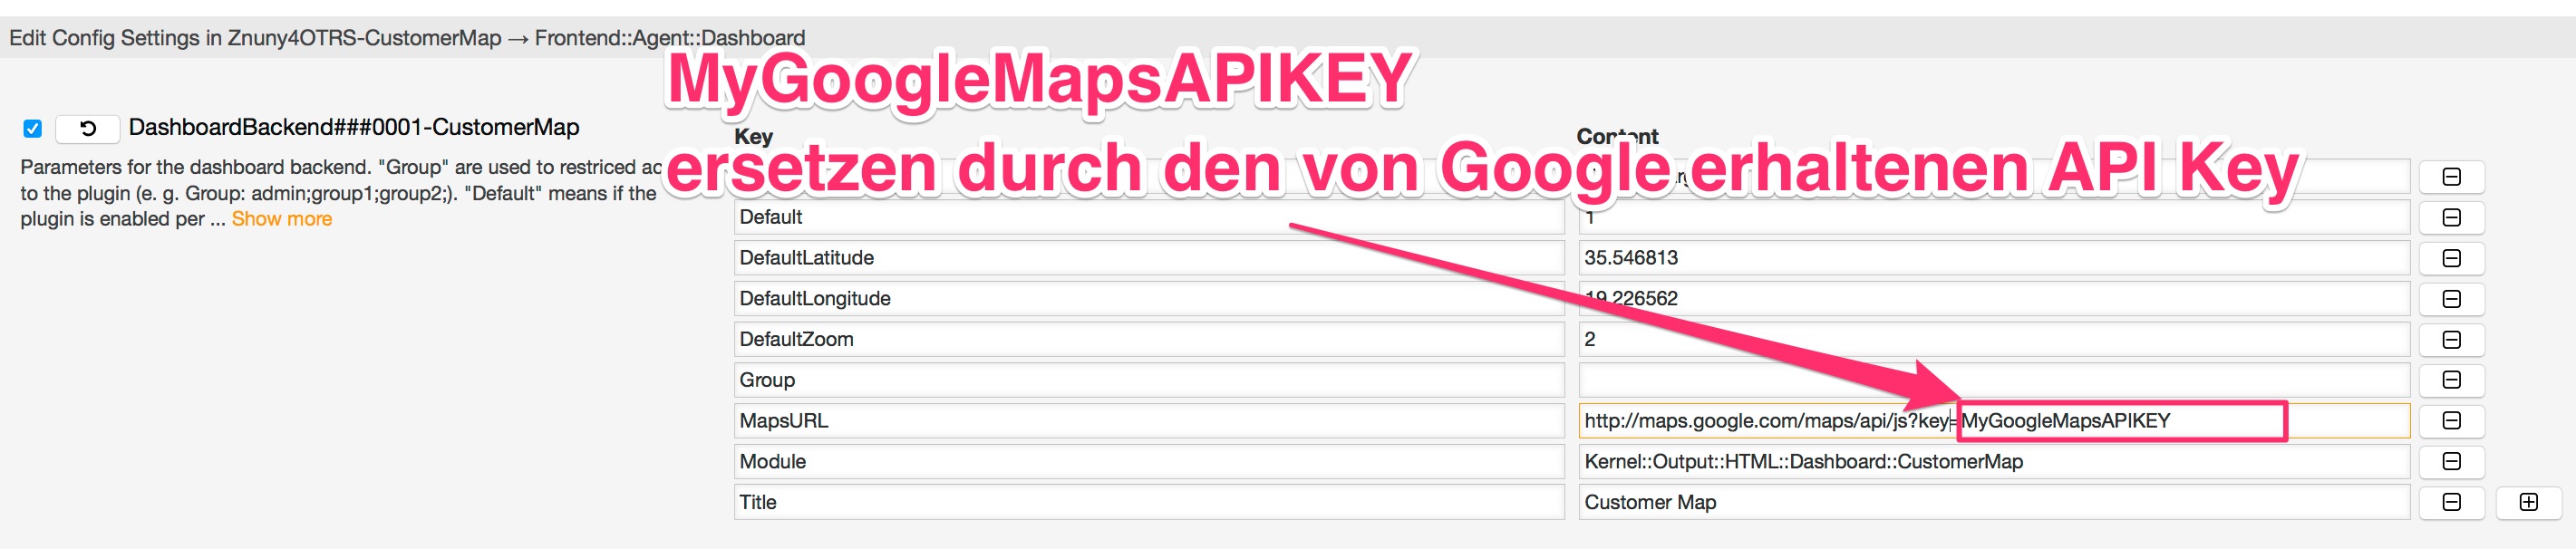 Edit Config Settings in Znuny4OTRS-CustomerMap → Frontend::Agent::Dashboard
MyGoogleMapsAPIKEY
ersetzen durch den von Google erhaltenen API Key
DashboardBackend###0001-CustomerMap
Parameters for the dashboard backend. "Group" are used to restriced
to the plugin (e. g. Group: admin;group1;group2;). "Default" means if the
plugin is enabled per ... Show more
Key Content
Default 1
DefaultLatitude 35.546813
DefaultLongitude 19.226562
DefaultZoom 2
Group
MapsURL http://maps.google.com/maps/api/js?key=MyGoogleMapsAPIKEY
Module Kernel::Output::HTML::Dashboard::CustomerMap
Title Customer Map